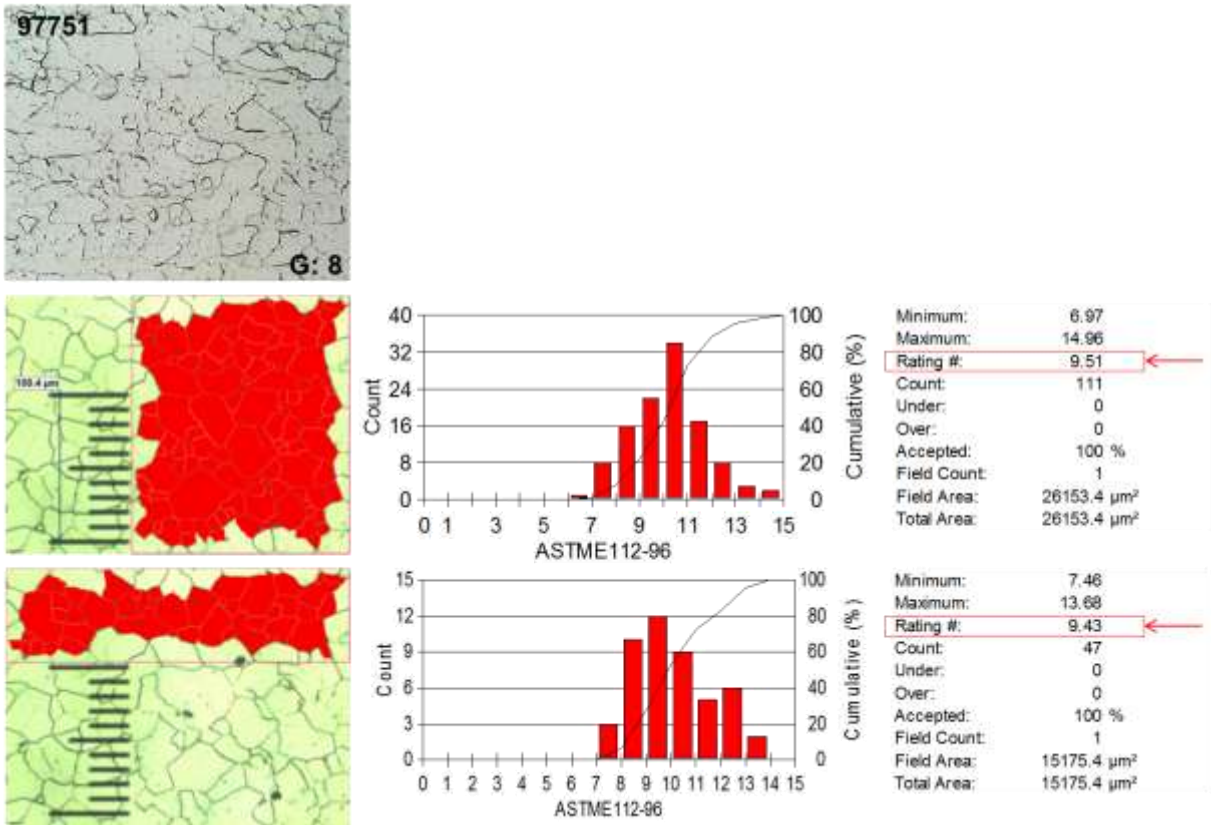 97751
G: 8
100.4 µm
40
32
24
16
8
0
Count
100
80
60
40
20
0
Cumulative (%)
0 1 3 5 7 9 11 13 15
ASTME112-96
Minimum: 6.97
Maximum: 14.96
Rating #: 9.51
Count: 111
Under: 0
Over: 0
Accepted: 100 %
Field Count: 1
Field Area: 26153.4 µm²
Total Area: 26153.4 µm²
15
12
9
6
3
0
Count
100
80
60
40
20
0
Cumulative (%)
0 1 2 3 4 5 6 7 8 9 10 11 12 13 14 15
ASTME112-96
Minimum: 7.46
Maximum: 13.68
Rating #: 9.43
Count: 47
Under: 0
Over: 0
Accepted: 100 %
Field Count: 1
Field Area: 15175.4 µm²
Total Area: 15175.4 µm²